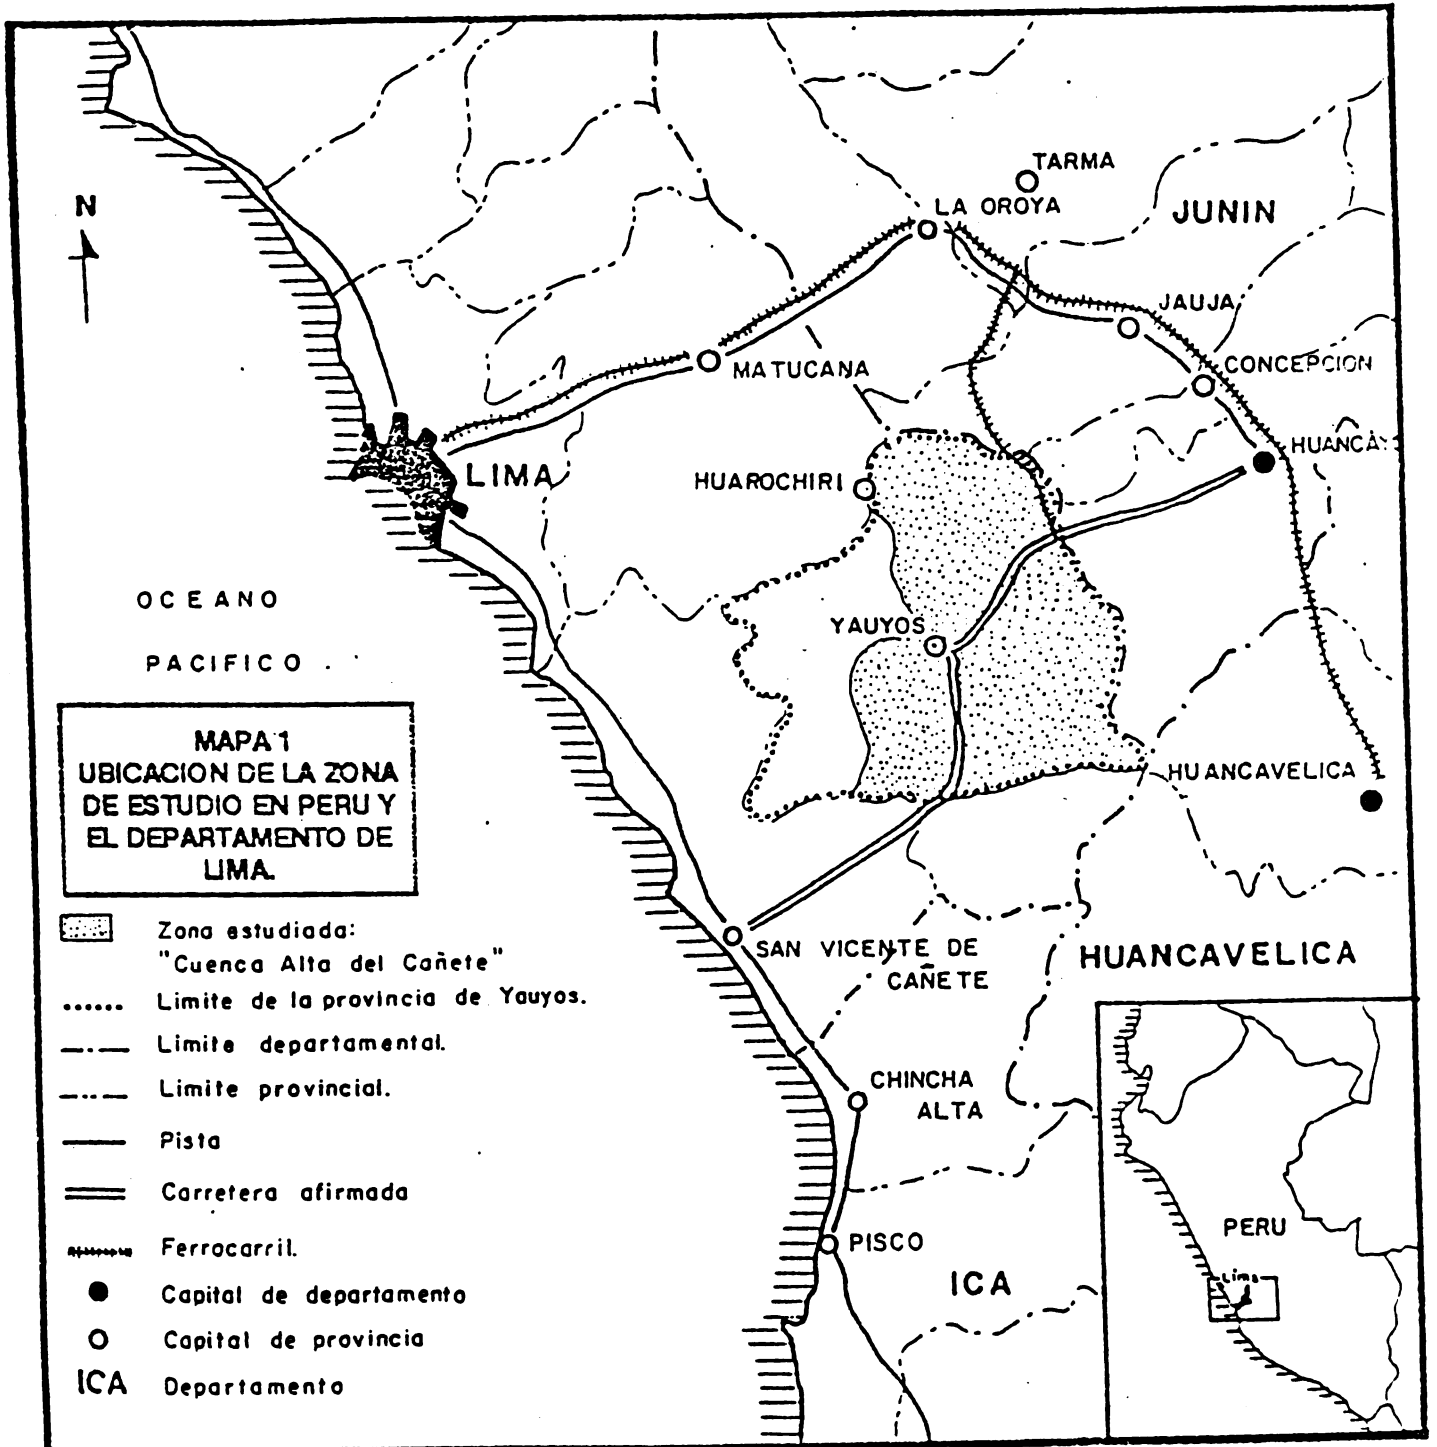 TARMA
LA OROYA
JUNIN
N
JAUJA
MATUCANA
CONCEPCION
LIMA
HUANCAY
HUAROCHIRI
OCEANO
PACIFICO
YAUYOS
MAPA 1
UBICACION DE LA ZONA
DE ESTUDIO EN PERU Y
EL DEPARTAMENTO DE
LIMA.
HUANCAVELICA
Zona estudiada:
"Cuenca Alta del Cañete"
Limite de la provincia de Yauyos.
Limite departamental.
Limite provincial.
Pista
Carretera afirmada
Ferrocarril.
Capital de departamento
Capital de provincia
ICA Departamento
SAN VICENTE DE
CAÑETE
HUANCAVELICA
CHINCHA
ALTA
PISCO
ICA
PERU
Lima